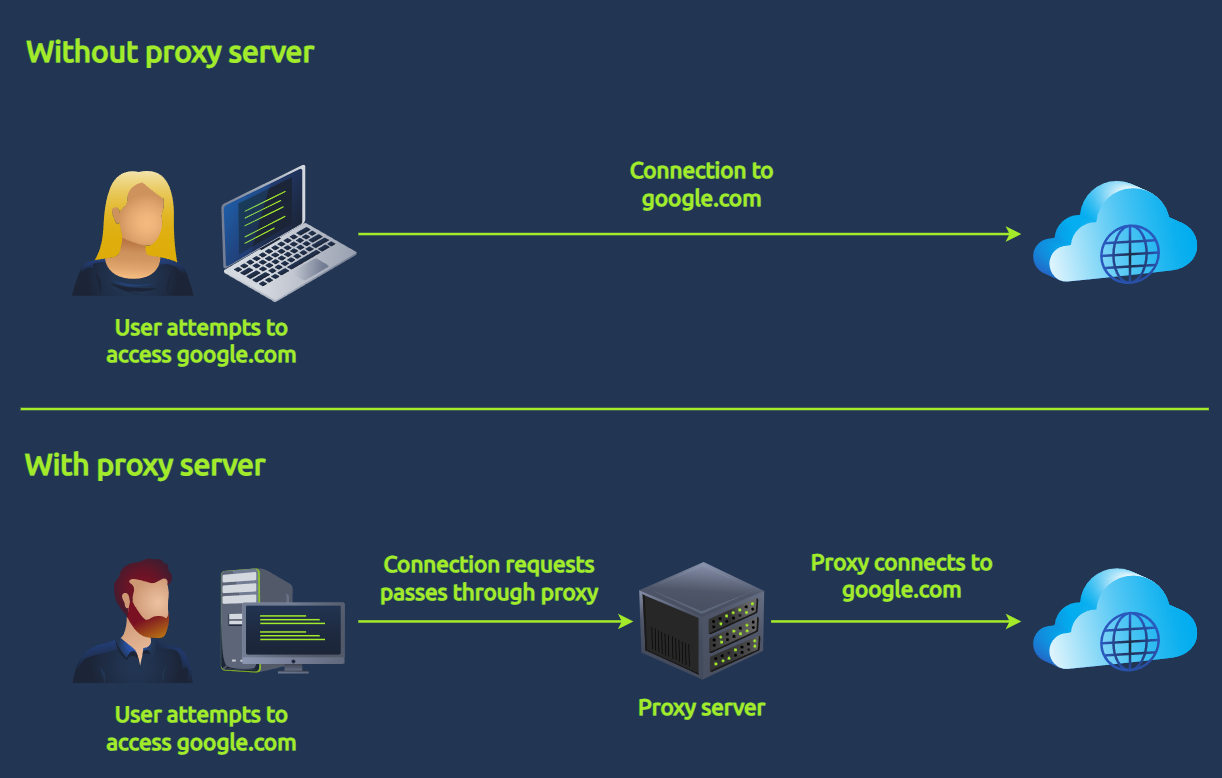 Without proxy server
Connection to
google.com
User attempts to
access google.com
With proxy server
Connection requests
passes through proxy
Proxy connects to
google.com
Proxy server
User attempts to
access google.com